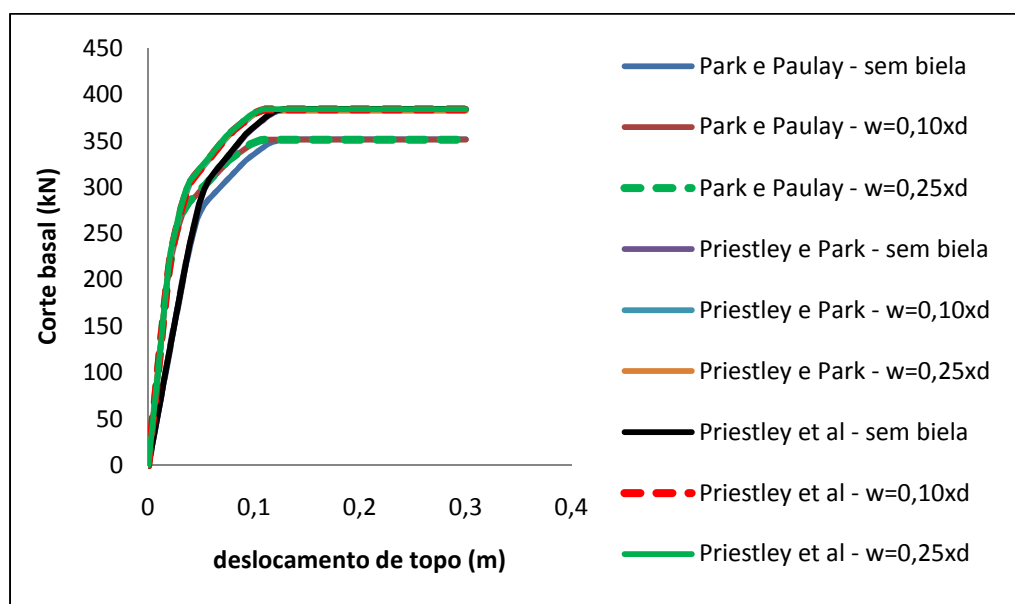 450
400
350
300
250
200
150
100
50
0
Corte basal (kN)
0
0,1
0,2
0,3
0,4
deslocamento de topo (m)
Park e Paulay - sem biela
Park e Paulay - w=0,10xd
Park e Paulay - w=0,25xd
Priestley e Park - sem biela
Priestley e Park - w=0,10xd
Priestley e Park - w=0,25xd
Priestley et al - sem biela
Priestley et al - w=0,10xd
Priestley et al - w=0,25xd